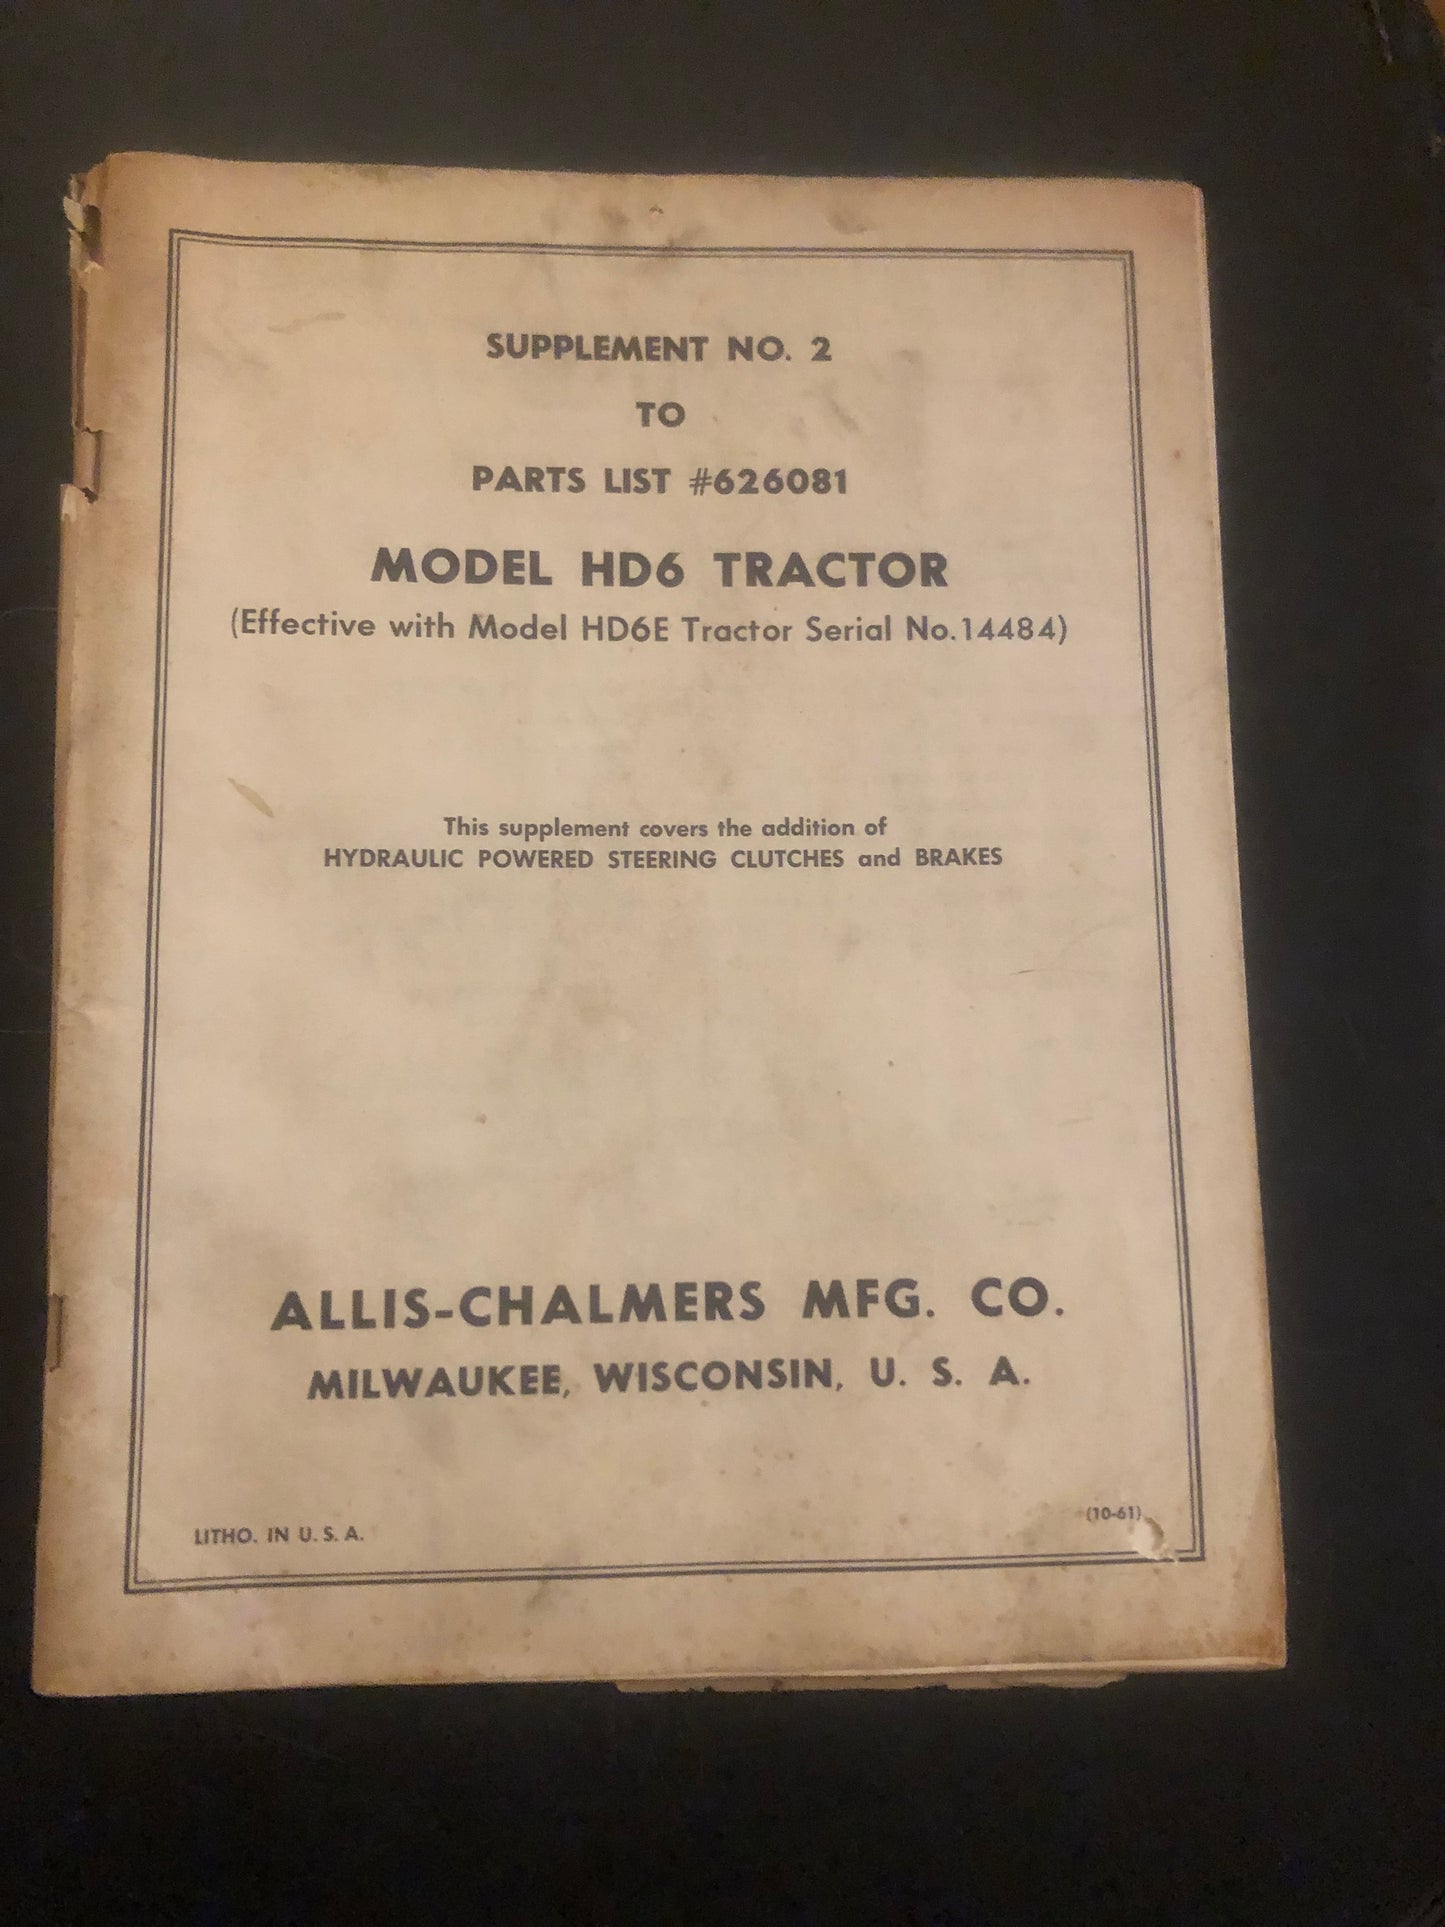 SUPPLEMENT NO. 2
TO
PARTS LIST #626081
MODEL HD6 TRACTOR
(Effective with Model HD6E Tractor Serial No.14484)
This supplement covers the addition of
HYDRAULIC POWERED STEERING CLUTCHES and BRAKES
ALLIS-CHALMERS MFG. CO.
MILWAUKEE, WISCONSIN, U. S. A.
LITHO. IN U. S. A.
(10-61)